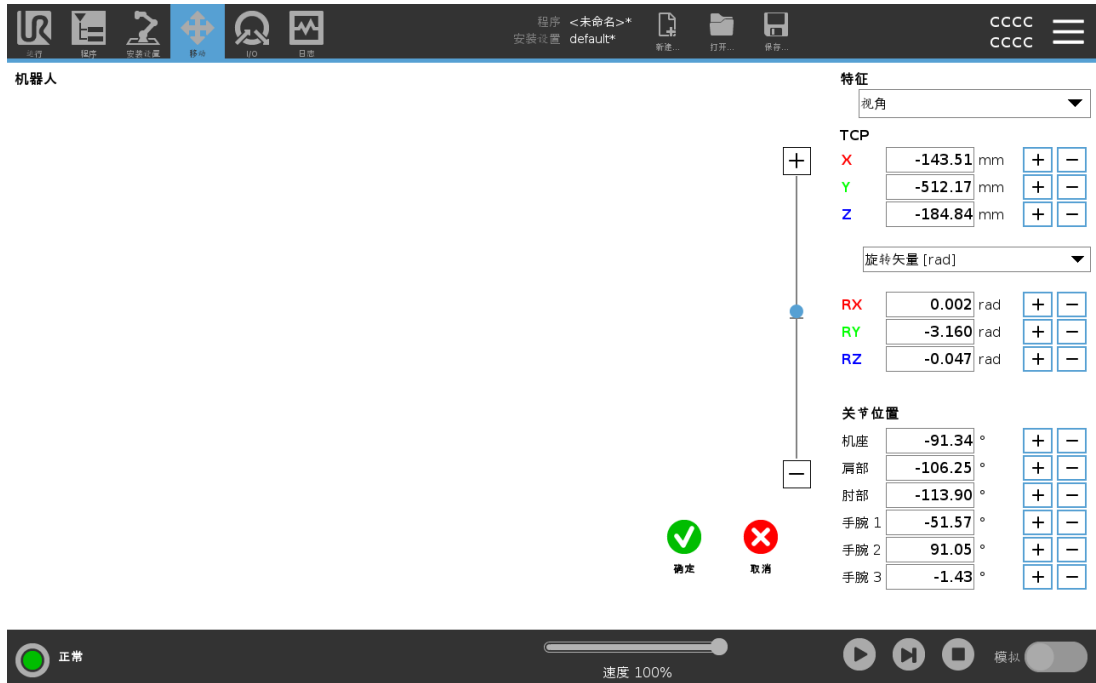 程序 <未命名>*
安装设置 default*
CCCC
CCCC
运行 程序 安装设置 移动 I/O 日志 新建... 打开... 保存...
机器人
特征
视角
TCP
X -143.51 mm + −
Y -512.17 mm + −
Z -184.84 mm + −
旋转矢量 [rad]
RX 0.002 rad + −
RY -3.160 rad + −
RZ -0.047 rad + −
关节位置
机座 -91.34 ° + −
肩部 -106.25 ° + −
肘部 -113.90 ° + −
手腕 1 -51.57 ° + −
手腕 2 91.05 ° + −
手腕 3 -1.43 ° + −
确定 取消
正常
速度 100%
模拟